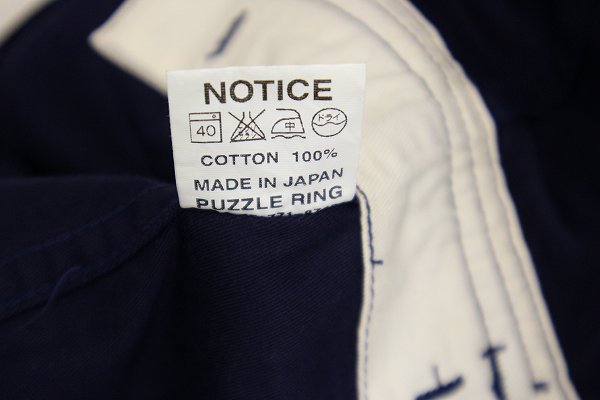 NOTICE
40 中 ドライ
COTTON 100%
MADE IN JAPAN
PUZZLE RING